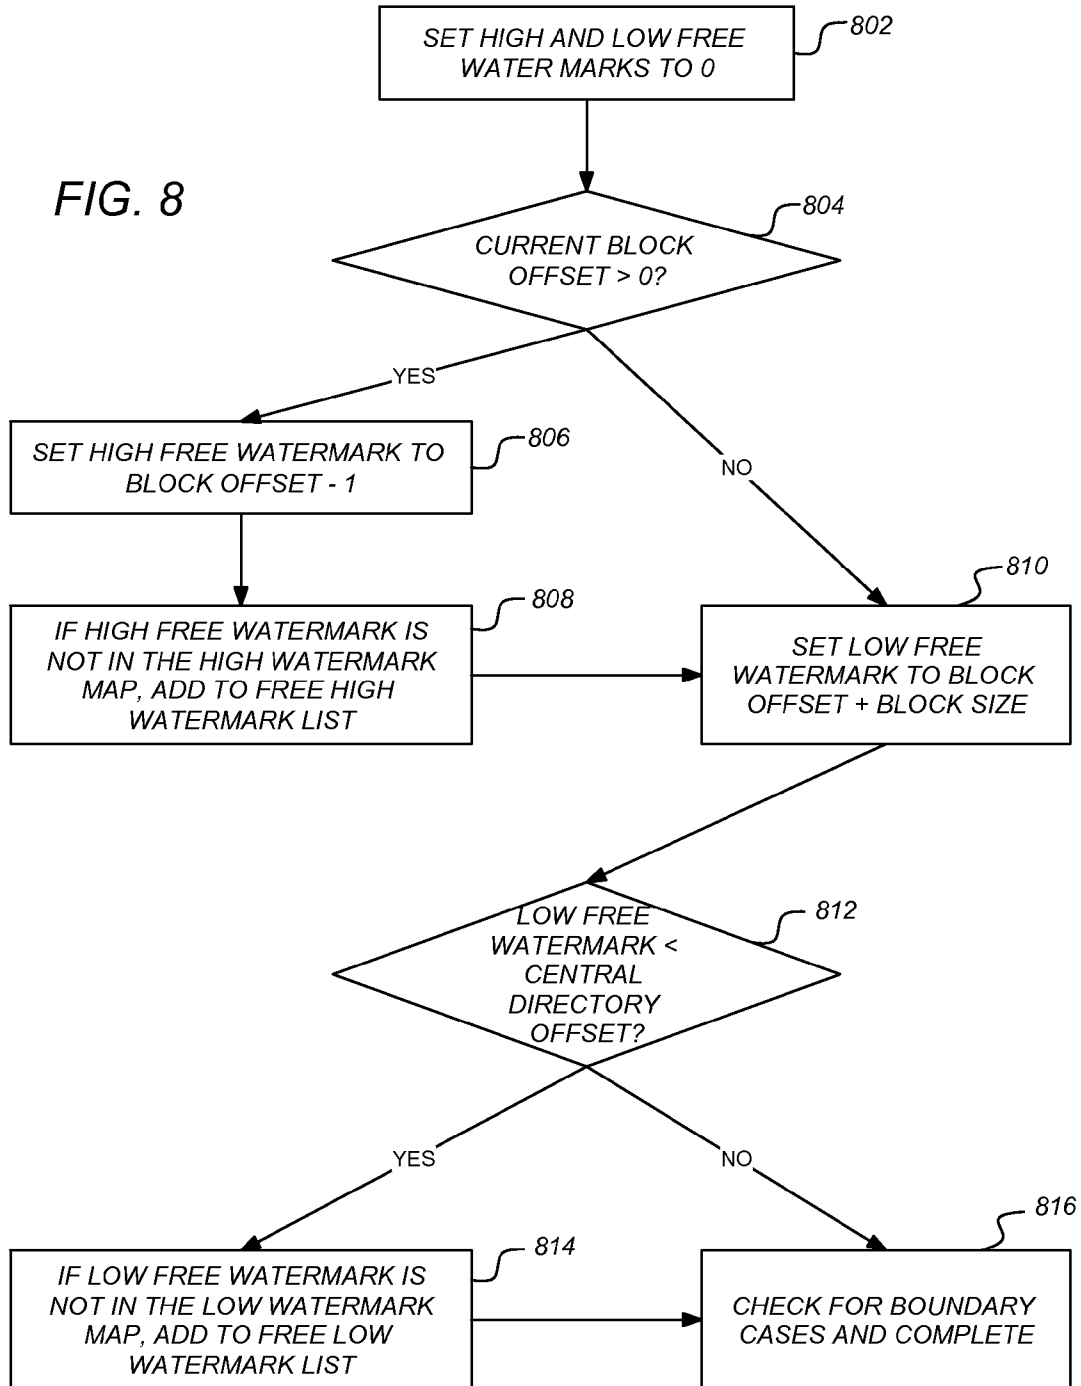 SET HIGH AND LOW FREE
WATER MARKS TO 0
802
FIG. 8
804
CURRENT BLOCK
OFFSET > 0?
YES
806
SET HIGH FREE WATERMARK TO
BLOCK OFFSET - 1
NO
808
IF HIGH FREE WATERMARK IS
NOT IN THE HIGH WATERMARK
MAP, ADD TO FREE HIGH
WATERMARK LIST
810
SET LOW FREE
WATERMARK TO BLOCK
OFFSET + BLOCK SIZE
812
LOW FREE
WATERMARK <
CENTRAL
DIRECTORY
OFFSET?
YES
NO
814
IF LOW FREE WATERMARK IS
NOT IN THE LOW WATERMARK
MAP, ADD TO FREE LOW
WATERMARK LIST
816
CHECK FOR BOUNDARY
CASES AND COMPLETE